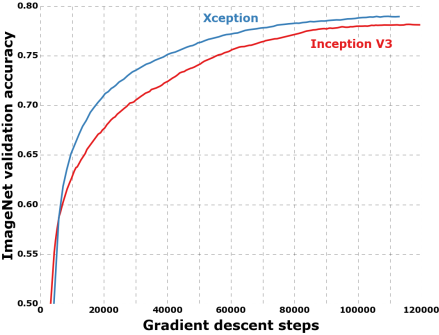 0.80
Xception
Inception V3
0.75
0.70
0.65
0.60
0.55
0.50
ImageNet validation accuracy
0 20000 40000 60000 80000 100000 120000
Gradient descent steps